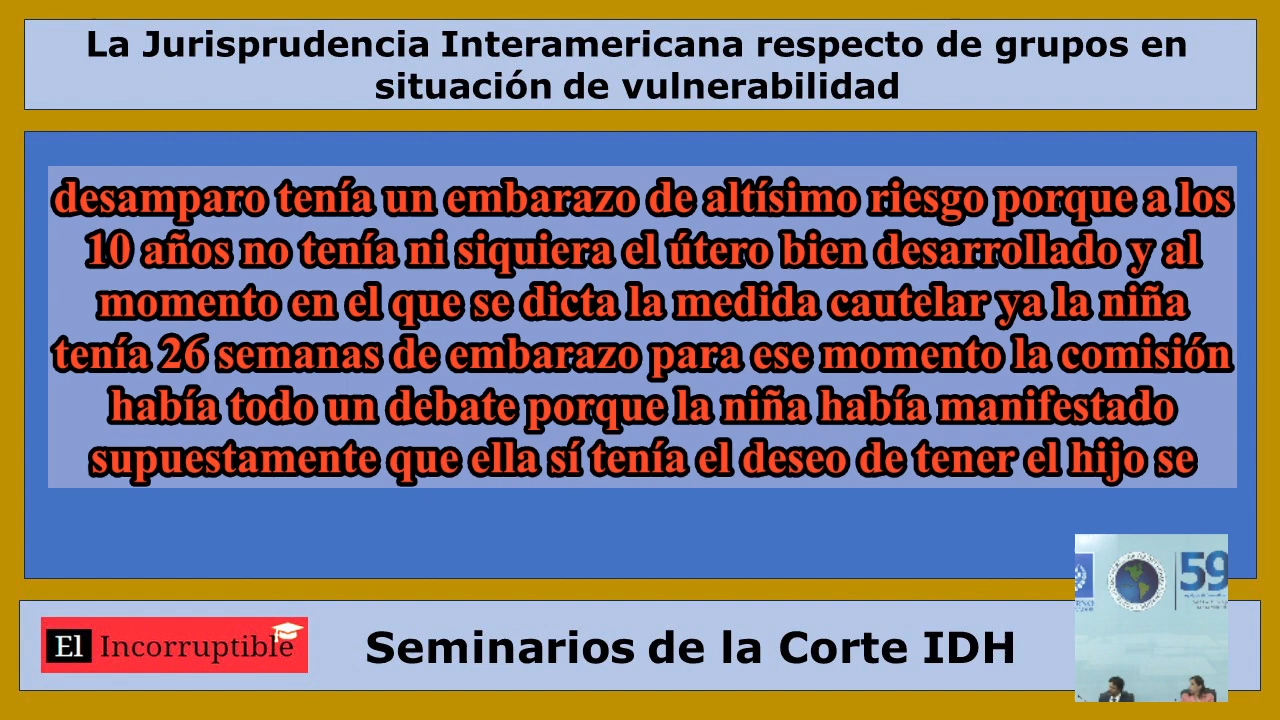 La Jurisprudencia Interamericana respecto de grupos en
situación de vulnerabilidad
desamparo tenía un embarazo de altísimo riesgo porque a los
10 años no tenía ni siquiera el útero bien desarrollado y al
momento en el que se dicta la medida cautelar ya la niña
tenía 26 semanas de embarazo para ese momento la comisión
había todo un debate porque la niña había manifestado
supuestamente que ella sí tenía el deseo de tener el hijo se
59
El Incorruptible
Seminarios de la Corte IDH